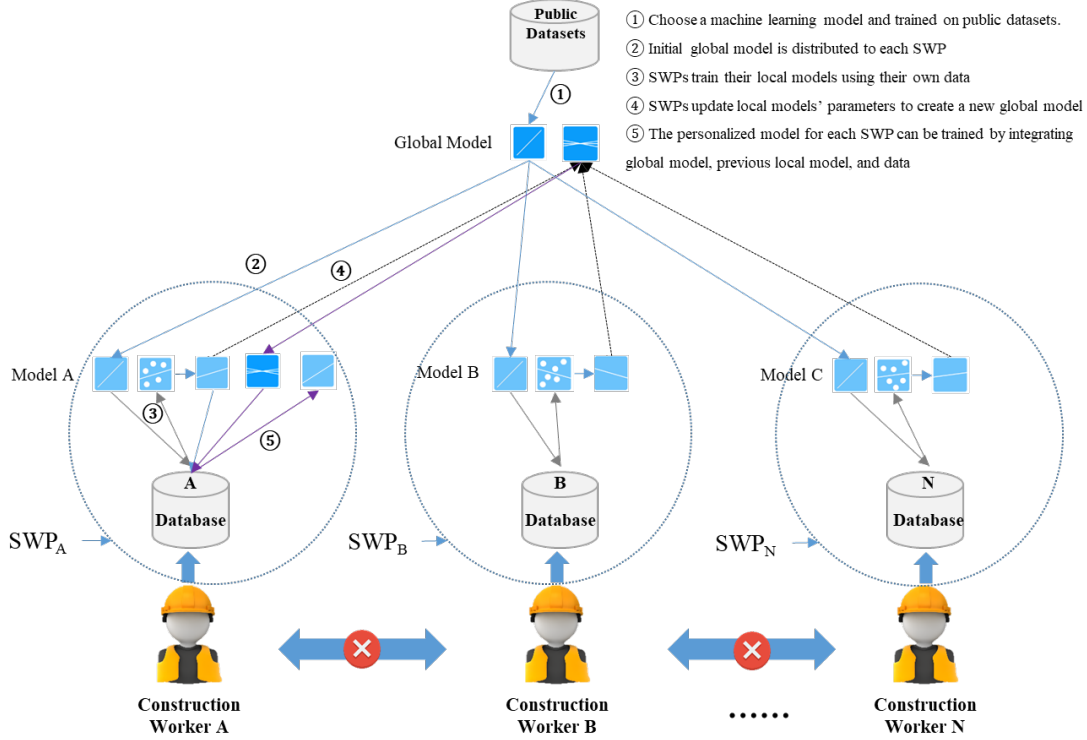 Public
Datasets
① Choose a machine learning model and trained on public datasets.
② Initial global model is distributed to each SWP
③ SWPs train their local models using their own data
④ SWPs update local models’ parameters to create a new global model
⑤ The personalized model for each SWP can be trained by integrating
global model, previous local model, and data
①
Global Model
②
④
Model A
Model B
Model C
③
⑤
A
Database
B
Database
N
Database
SWPA
SWPB
SWPN
Construction
Worker A
Construction
Worker B
......
Construction
Worker N